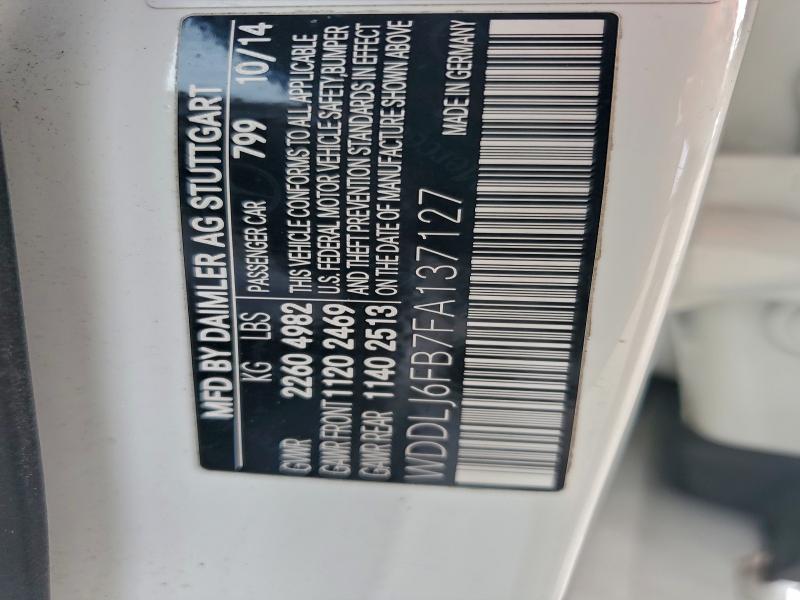 MFD BY DAIMLER AG STUTTGART
KG LBS PASSENGER CAR 799 10/14
GVWR 2260 4982 THIS VEHICLE CONFORMS TO ALL APPLICABLE
U.S. FEDERAL MOTOR VEHICLE SAFETY,BUMPER
GAWR FRONT 1120 2469 AND THEFT PREVENTION STANDARDS IN EFFECT
GAWR REAR 1140 2513 ON THE DATE OF MANUFACTURE SHOWN ABOVE
WDDLJ6FB7FA137127 MADE IN GERMANY